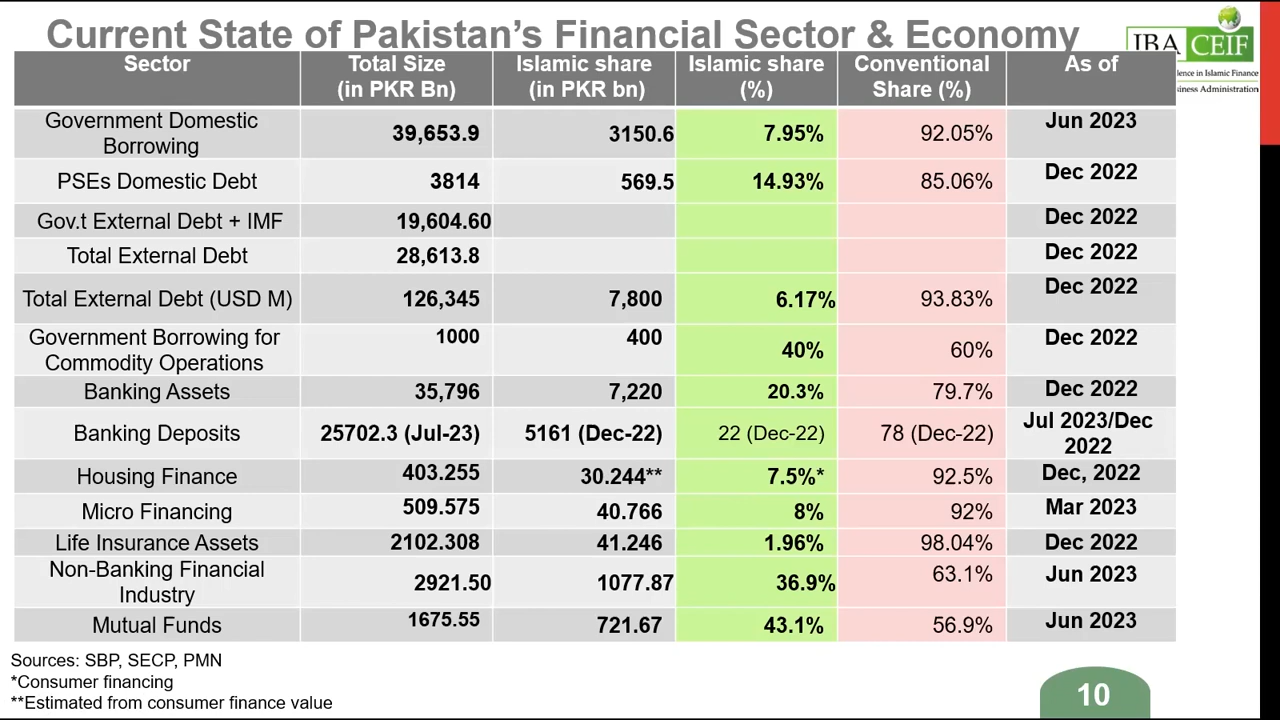 Current State of Pakistan's Financial Sector & Economy
IBA CEIF
lence in Islamic Finance
siness Administration
Sector Total Size (in PKR Bn) Islamic share (in PKR bn) Islamic share (%) Conventional Share (%) As of
Government Domestic Borrowing 39,653.9 3150.6 7.95% 92.05% Jun 2023
PSEs Domestic Debt 3814 569.5 14.93% 85.06% Dec 2022
Gov.t External Debt + IMF 19,604.60 Dec 2022
Total External Debt 28,613.8 Dec 2022
Total External Debt (USD M) 126,345 7,800 6.17% 93.83% Dec 2022
Government Borrowing for Commodity Operations 1000 400 40% 60% Dec 2022
Banking Assets 35,796 7,220 20.3% 79.7% Dec 2022
Banking Deposits 25702.3 (Jul-23) 5161 (Dec-22) 22 (Dec-22) 78 (Dec-22) Jul 2023/Dec 2022
Housing Finance 403.255 30.244** 7.5%* 92.5% Dec, 2022
Micro Financing 509.575 40.766 8% 92% Mar 2023
Life Insurance Assets 2102.308 41.246 1.96% 98.04% Dec 2022
Non-Banking Financial Industry 2921.50 1077.87 36.9% 63.1% Jun 2023
Mutual Funds 1675.55 721.67 43.1% 56.9% Jun 2023
Sources: SBP, SECP, PMN
*Consumer financing
**Estimated from consumer finance value
10